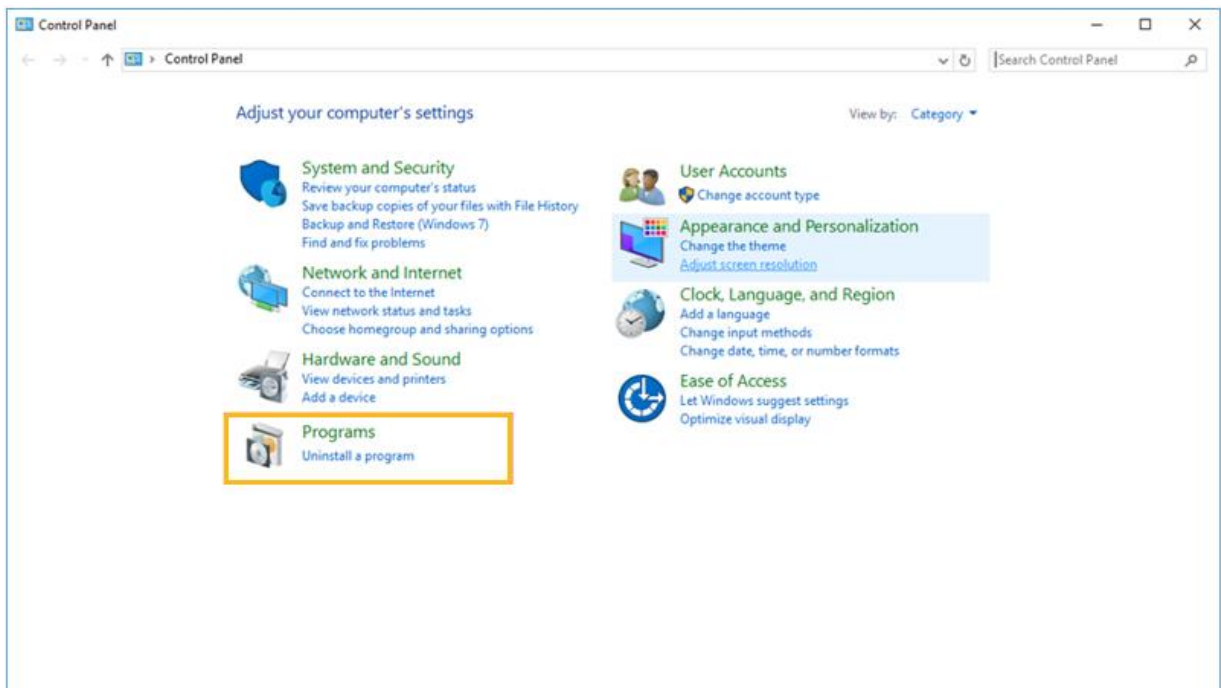 Control Panel
Control Panel
Search Control Panel
Adjust your computer's settings
View by: Category
System and Security
Review your computer's status
Save backup copies of your files with File History
Backup and Restore (Windows 7)
Find and fix problems
Network and Internet
Connect to the Internet
View network status and tasks
Choose homegroup and sharing options
Hardware and Sound
View devices and printers
Add a device
Programs
Uninstall a program
User Accounts
Change account type
Appearance and Personalization
Change the theme
Adjust screen resolution
Clock, Language, and Region
Add a language
Change input methods
Change date, time, or number formats
Ease of Access
Let Windows suggest settings
Optimize visual display